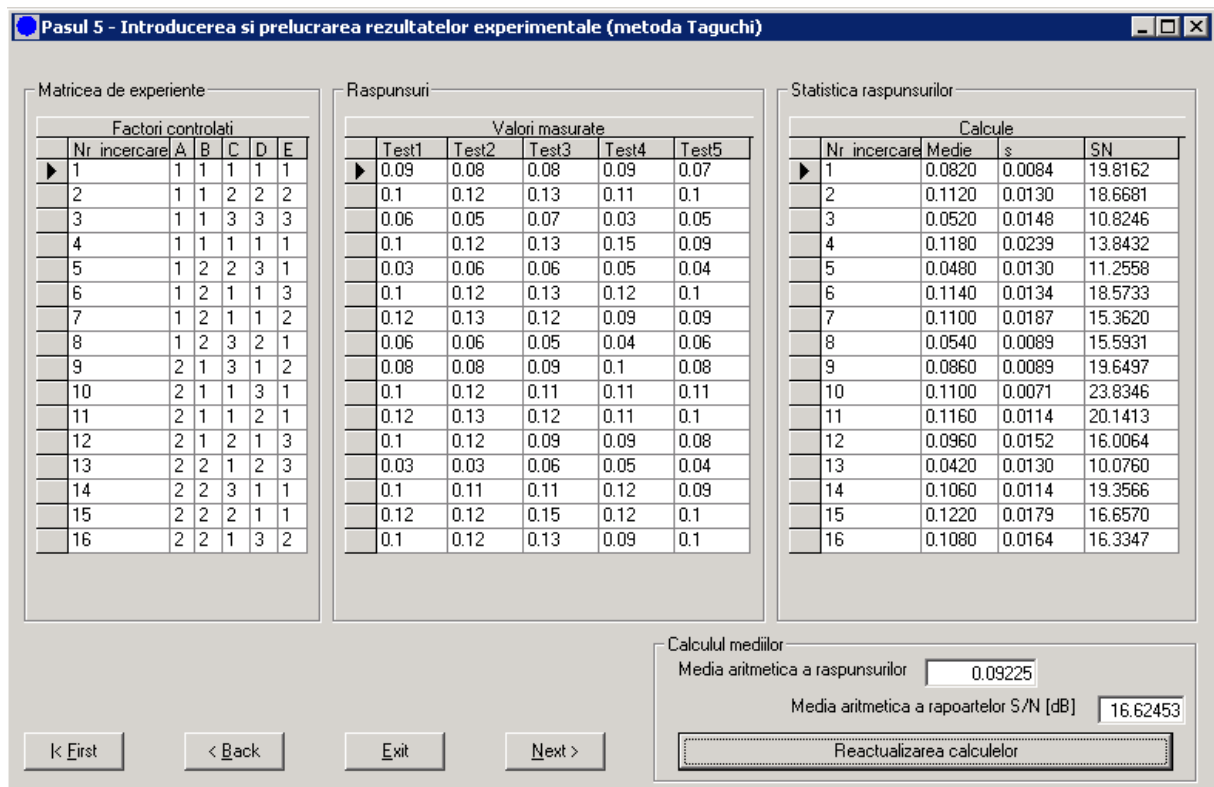 Pasul 5 - Introducerea si prelucrarea rezultatelor experimentale (metoda Taguchi)
Matricea de experiente
Factori controlati
Nr incercare A B C D E
1 1 1 1 1 1
2 1 1 2 2 2
3 1 1 3 3 3
4 1 1 1 1 1
5 1 2 2 3 1
6 1 2 1 1 3
7 1 2 1 1 2
8 1 2 3 2 1
9 2 1 3 1 2
10 2 1 1 3 1
11 2 1 1 2 1
12 2 1 2 1 3
13 2 2 1 2 3
14 2 2 3 1 1
15 2 2 2 1 1
16 2 2 1 3 2
Raspunsuri
Valori masurate
Test1 Test2 Test3 Test4 Test5
0.09 0.08 0.08 0.09 0.07
0.1 0.12 0.13 0.11 0.1
0.06 0.05 0.07 0.03 0.05
0.1 0.12 0.13 0.15 0.09
0.03 0.06 0.06 0.05 0.04
0.1 0.12 0.13 0.12 0.1
0.12 0.13 0.12 0.09 0.09
0.06 0.06 0.05 0.04 0.06
0.08 0.08 0.09 0.1 0.08
0.1 0.12 0.11 0.11 0.11
0.12 0.13 0.12 0.11 0.1
0.1 0.12 0.09 0.09 0.08
0.03 0.03 0.06 0.05 0.04
0.1 0.11 0.11 0.12 0.09
0.12 0.12 0.15 0.12 0.1
0.1 0.12 0.13 0.09 0.1
Statistica raspunsurilor
Calcule
Nr incercare Medie s SN
1 0.0820 0.0084 19.8162
2 0.1120 0.0130 18.6681
3 0.0520 0.0148 10.8246
4 0.1180 0.0239 13.8432
5 0.0480 0.0130 11.2558
6 0.1140 0.0134 18.5733
7 0.1100 0.0187 15.3620
8 0.0540 0.0089 15.5931
9 0.0860 0.0089 19.6497
10 0.1100 0.0071 23.8346
11 0.1160 0.0114 20.1413
12 0.0960 0.0152 16.0064
13 0.0420 0.0130 10.0760
14 0.1060 0.0114 19.3566
15 0.1220 0.0179 16.6570
16 0.1080 0.0164 16.3347
Calculul mediilor
Media aritmetica a raspunsurilor 0.09225
Media aritmetica a rapoartelor S/N [dB] 16.62453
|< First < Back Exit Next > Reactualizarea calculelor